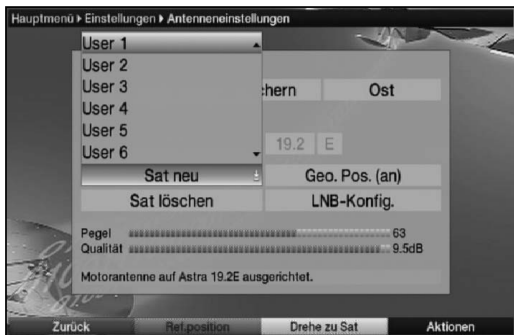 Hauptmenü ▸ Einstellungen ▸ Antenneneinstellungen
User 1
User 2
User 3
User 4
User 5
User 6
chern Ost
19.2 E
Sat neu Geo. Pos. (an)
Sat löschen LNB-Konfig.
Pegel 63
Qualität 9.5dB
Motorantenne auf Astra 19.2E ausgerichtet.
Zurück Ref.position Drehe zu Sat Aktionen